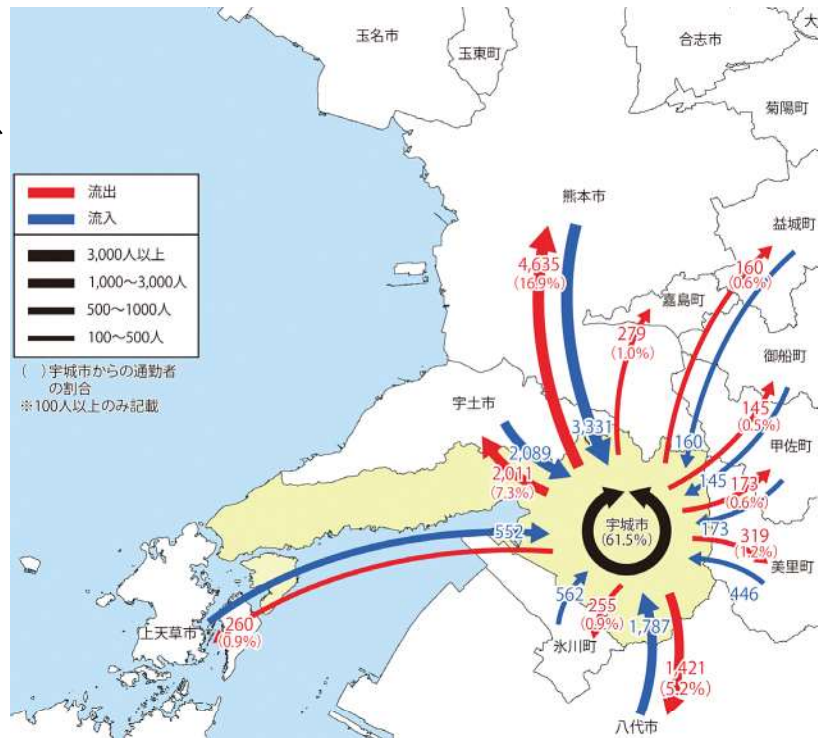 玉名市
玉東町
合志市
大
菊陽町
流出
流入
3,000人以上
1,000〜3,000人
500〜1000人
100〜500人
( )宇城市からの通勤者
の割合
※100人以上のみ記載
熊本市
益城町
4,635
(16.9%)
160
(0.6%)
嘉島町
279
(1.0%)
御船町
宇土市
145
(0.5%)
3,331
2,089
160
甲佐町
2,011
(7.3%)
145
173
(0.6%)
宇城市
(61.5%)
552
173
319
(1.2%)
美里町
562
255
(0.9%)
446
上天草市
260
(0.9%)
1,787
氷川町
1,421
(5.2%)
八代市